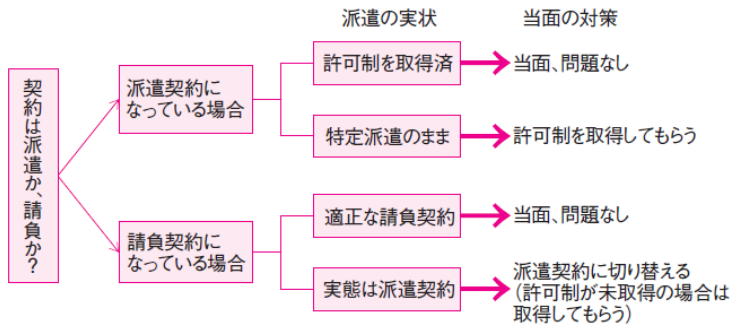 派遣の実状
当面の対策
契約は派遣か、請負か？
派遣契約に
なっている場合
許可制を取得済
当面、問題なし
特定派遣のまま
許可制を取得してもらう
請負契約に
なっている場合
適正な請負契約
当面、問題なし
実態は派遣契約
派遣契約に切り替える
（許可制が未取得の場合は
取得してもらう）